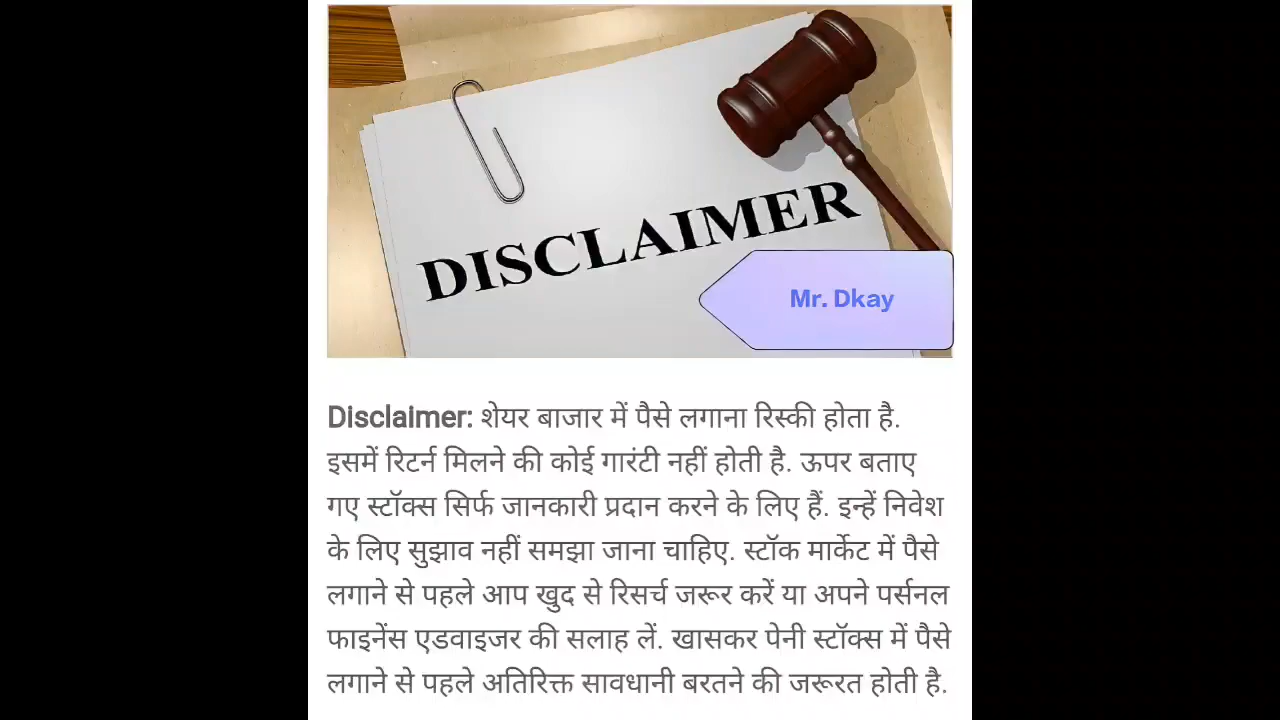 DISCLAIMER
Mr. Dkay
Disclaimer: शेयर बाजार में पैसे लगाना रिस्की होता है.
इसमें रिटर्न मिलने की कोई गारंटी नहीं होती है. ऊपर बताए
गए स्टॉक्स सिर्फ जानकारी प्रदान करने के लिए हैं. इन्हें निवेश
के लिए सुझाव नहीं समझा जाना चाहिए. स्टॉक मार्केट में पैसे
लगाने से पहले आप खुद से रिसर्च जरूर करें या अपने पर्सनल
फाइनेंस एडवाइजर की सलाह लें. खासकर पेनी स्टॉक्स में पैसे
लगाने से पहले अतिरिक्त सावधानी बरतने की जरूरत होती है.